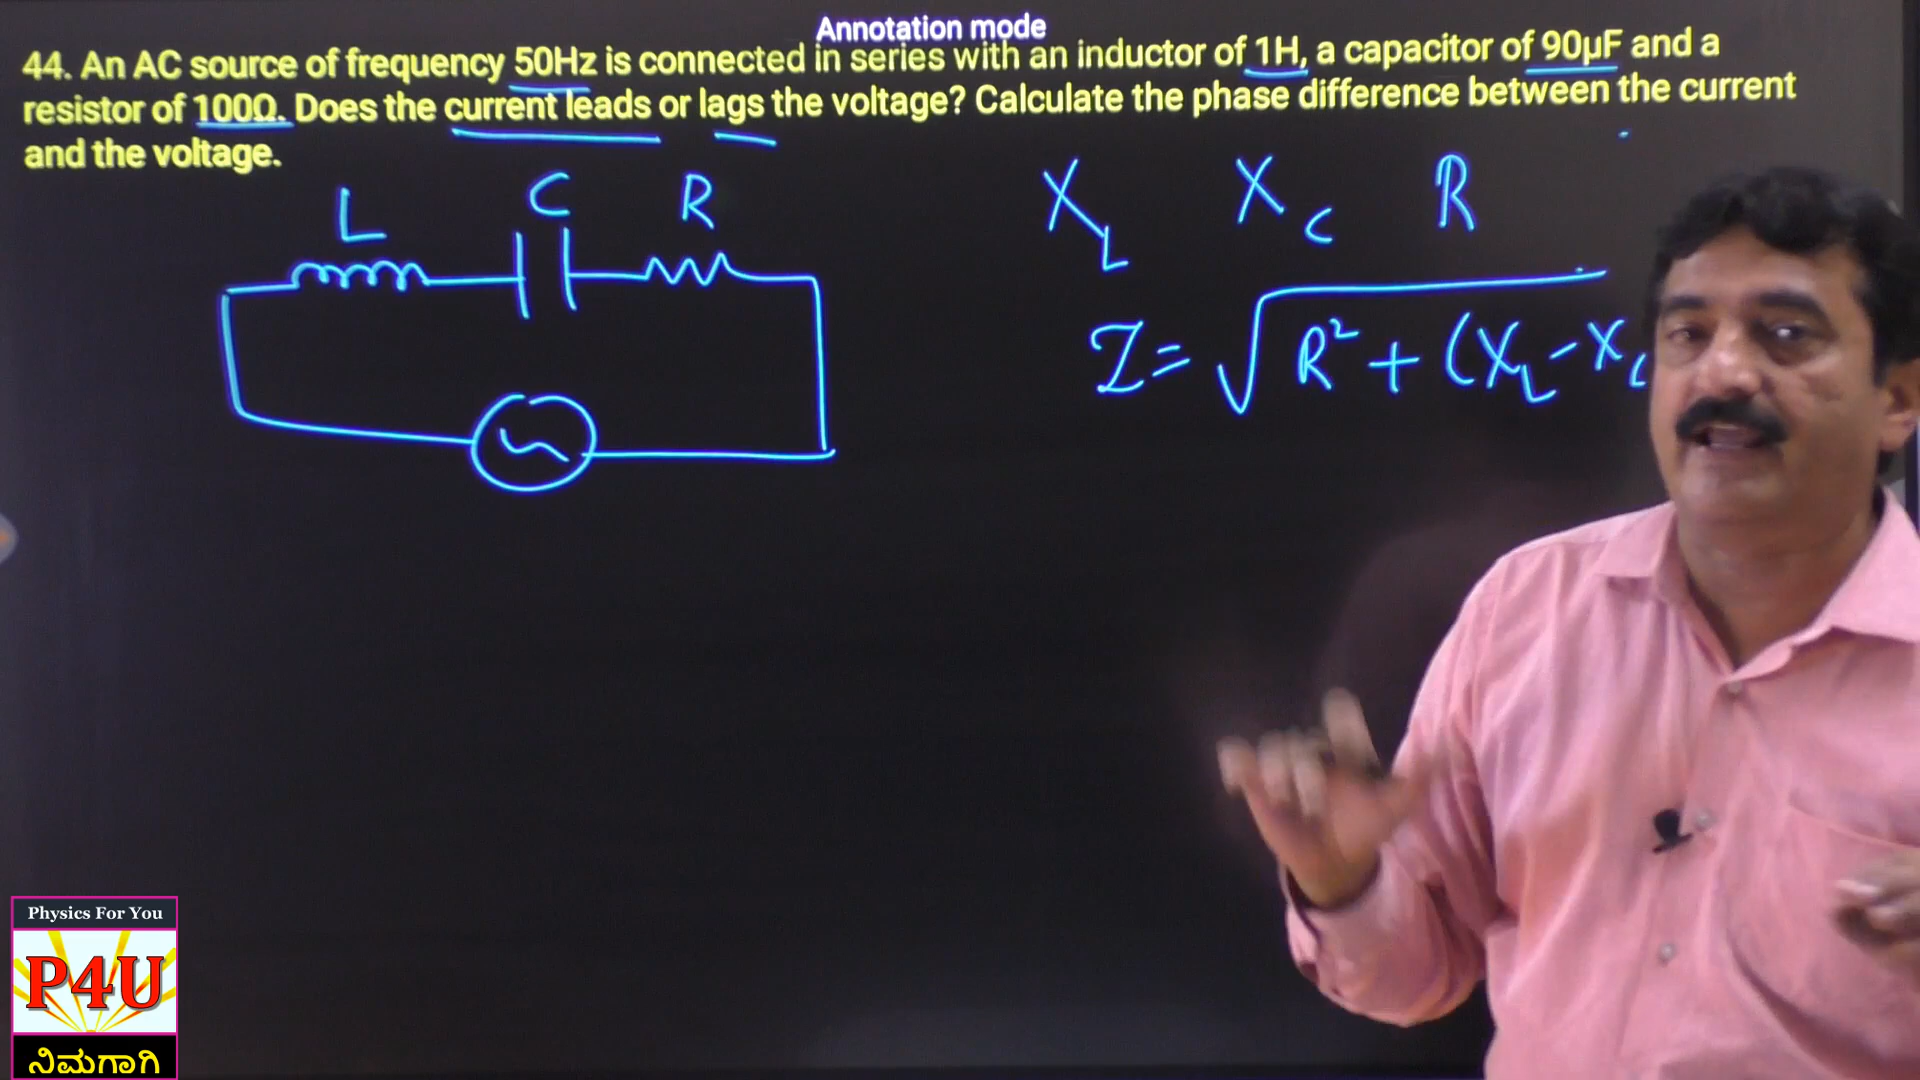 Annotation mode
44. An AC source of frequency 50Hz is connected in series with an inductor of 1H, a capacitor of 90µF and a
resistor of 100Ω. Does the current leads or lags the voltage? Calculate the phase difference between the current
and the voltage.
L C R
X_L X_C R
Z = √R² + (X_L - X_C
Physics For You
P4U
ನಿಮಗಾಗಿ